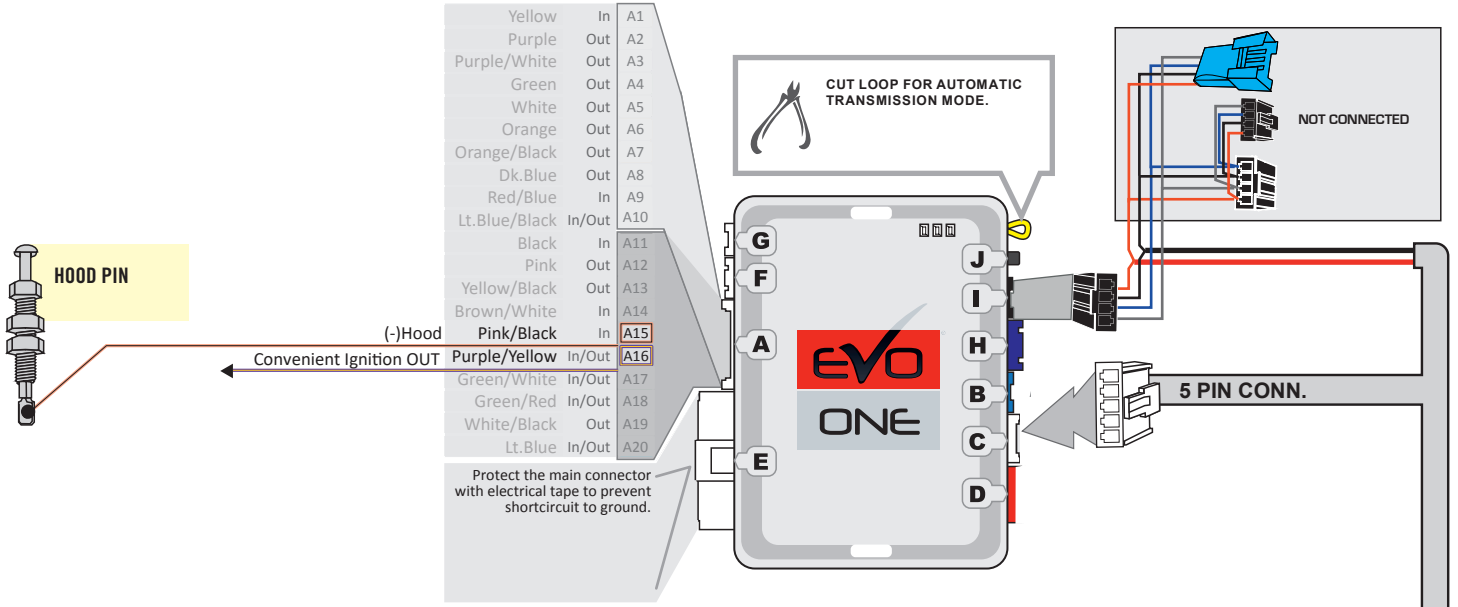 Yellow In A1
Purple Out A2
Purple/White Out A3
Green Out A4
White Out A5
Orange Out A6
Orange/Black Out A7
Dk.Blue Out A8
Red/Blue In A9
Lt.Blue/Black In/Out A10
Black In A11
Pink Out A12
Yellow/Black Out A13
Brown/White In A14
(-)Hood Pink/Black In A15
Convenient Ignition OUT Purple/Yellow In/Out A16
Green/White In/Out A17
Green/Red In/Out A18
White/Black Out A19
Lt.Blue In/Out A20
HOOD PIN
Protect the main connector
with electrical tape to prevent
shortcircuit to ground.
CUT LOOP FOR AUTOMATIC
TRANSMISSION MODE.
NOT CONNECTED
G
F
A
E
J
I
H
B
C
D
EVO
ONE
5 PIN CONN.